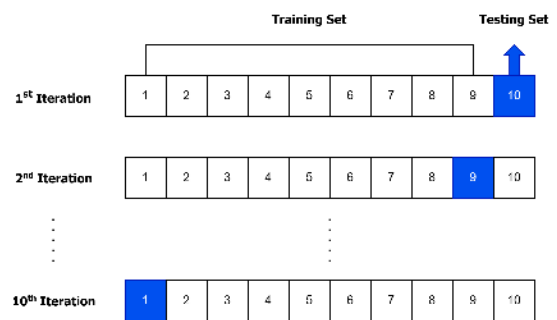 Training Set Testing Set
1st Iteration 1 2 3 4 5 6 7 8 9 10
2nd Iteration 1 2 3 4 5 6 7 8 9 10
10th Iteration 1 2 3 4 5 6 7 8 9 10